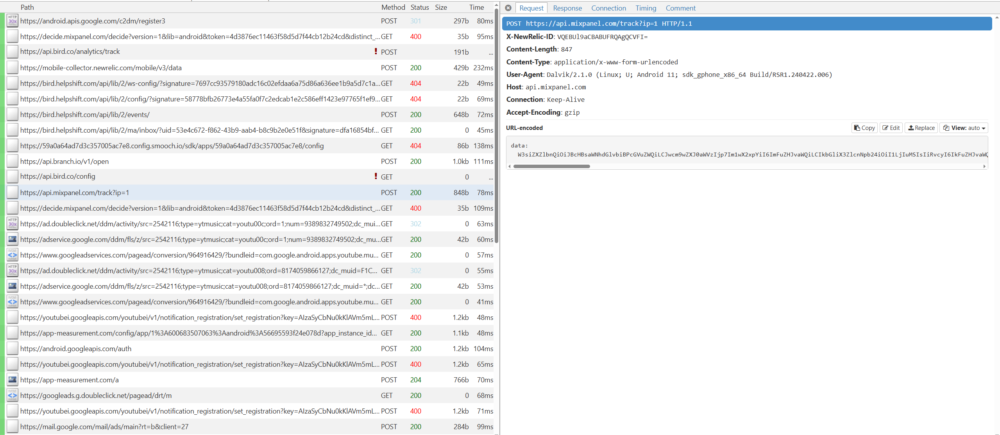 Path Method Status Size Time
https://android.apis.google.com/c2dm/register3 POST 301 297b 80ms
https://decide.mixpanel.com/decide?version=1&lib=android&token=4d3876ec11463f58d5d7f44cb12b24cd&distinct_... GET 400 35b 95ms
https://api.bird.co/analytics/track ! POST 191b ...
https://mobile-collector.newrelic.com/mobile/v3/data POST 200 429b 232ms
https://bird.helpshift.com/api/lib/2/ws-config/?signature=7697cc93579180adc16c02efdaa6a75d86a636ee1b9a5d7c1a... GET 404 22b 49ms
https://bird.helpshift.com/api/lib/2/config/?signature=58778bfb26773e4a55fa0f7c2edcab1e2c586eff1423e97765f1ef9... GET 404 22b 69ms
https://bird.helpshift.com/api/lib/2/events/ POST 200 648b 72ms
https://bird.helpshift.com/api/lib/2/ma/inbox/?uid=53e4c672-f862-43b9-aab4-b8c9b2e0e51f&signature=dfa16854bf... GET 200 0 45ms
https://59a0a64ad7d3c357005ac7e8.config.smooch.io/sdk/apps/59a0a64ad7d3c357005ac7e8/config GET 404 86b 138ms
https://api.branch.io/v1/open POST 200 1.0kb 111ms
https://api.bird.co/config ! GET 0 ...
https://api.mixpanel.com/track?ip=1 POST 200 848b 78ms
https://decide.mixpanel.com/decide?version=1&lib=android&token=4d3876ec11463f58d5d7f44cb12b24cd&distinct_... GET 400 35b 109ms
HTTP 30x https://ad.doubleclick.net/ddm/activity/src=2542116;type=ytmusic;cat=youtu00c;ord=1;num=9389832749502;dc_mui... GET 302 0 63ms
https://adservice.google.com/ddm/fls/z/src=2542116;type=ytmusic;cat=youtu00c;ord=1;num=9389832749502;dc_mu... GET 200 42b 60ms
https://www.googleadservices.com/pagead/conversion/964916429/?bundleid=com.google.android.apps.youtube.mu... GET 200 0 57ms
HTTP 30x https://ad.doubleclick.net/ddm/activity/src=2542116;type=ytmusic;cat=youtu008;ord=8174059866127;dc_muid=F1C... GET 302 0 55ms
https://adservice.google.com/ddm/fls/z/src=2542116;type=ytmusic;cat=youtu008;ord=8174059866127;dc_muid=*;dc... GET 200 42b 53ms
https://www.googleadservices.com/pagead/conversion/964916429/?bundleid=com.google.android.apps.youtube.mu... GET 200 0 41ms
https://youtubei.googleapis.com/youtubei/v1/notification_registration/set_registration?key=AIzaSyCbNu0kKlAVm5mL... POST 400 1.2kb 48ms
https://app-measurement.com/config/app/1%3A600683507063%3Aandroid%3A56695593f24e078d?app_instance_id... GET 200 1.1kb 48ms
https://android.googleapis.com/auth POST 200 1.2kb 104ms
https://youtubei.googleapis.com/youtubei/v1/notification_registration/set_registration?key=AIzaSyCbNu0kKlAVm5mL... POST 400 1.2kb 65ms
https://app-measurement.com/a POST 204 766b 70ms
https://googleads.g.doubleclick.net/pagead/drt/m GET 200 0 68ms
https://youtubei.googleapis.com/youtubei/v1/notification_registration/set_registration?key=AIzaSyCbNu0kKlAVm5mL... POST 400 1.2kb 71ms
https://mail.google.com/mail/ads/main?rt=b&client=27 POST 200 284b 99ms
Request Response Connection Timing Comment
POST https://api.mixpanel.com/track?ip=1 HTTP/1.1
X-NewRelic-ID: VQEBUl9aCBABUFRQAgQCVFI=
Content-Length: 847
Content-Type: application/x-www-form-urlencoded
User-Agent: Dalvik/2.1.0 (Linux; U; Android 11; sdk_gphone_x86_64 Build/RSR1.240422.006)
Host: api.mixpanel.com
Connection: Keep-Alive
Accept-Encoding: gzip
URL-encoded Copy Edit Replace View: auto
data:
W3siZXZlbnQiOiJBcHBsaWNhdGlvbiBPcGVuZWQiLCJwcm9wZXJ0aWVzIjp7Im1wX2xpYiI6ImFuZHJvaWQiLCIkbGliX3ZlcnNpb24iOiI1LjIuMSIsIiRvcyI6IkFuZHJvaWQ